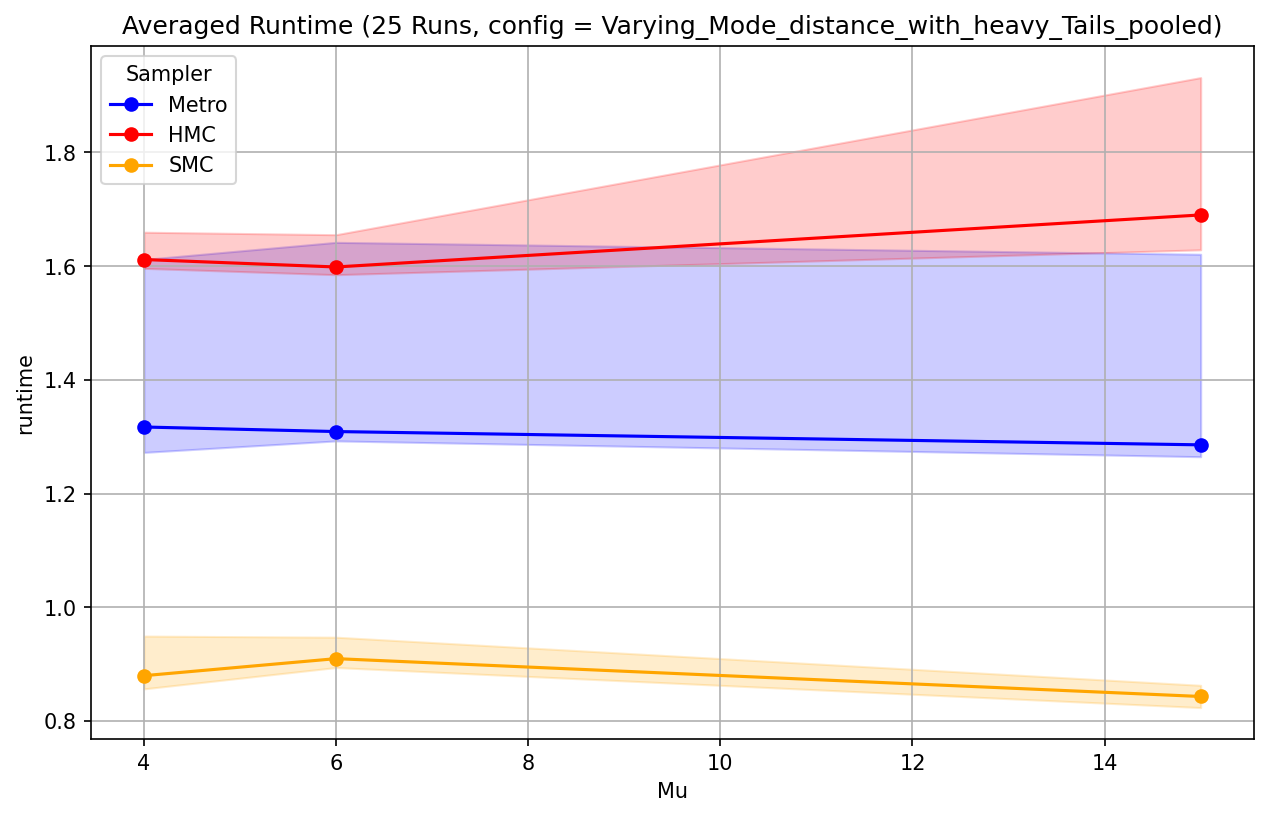 Averaged Runtime (25 Runs, config = Varying_Mode_distance_with_heavy_Tails_pooled)
Sampler
Metro
HMC
SMC
1.8
1.6
1.4
1.2
1.0
0.8
runtime
4 6 8 10 12 14
Mu